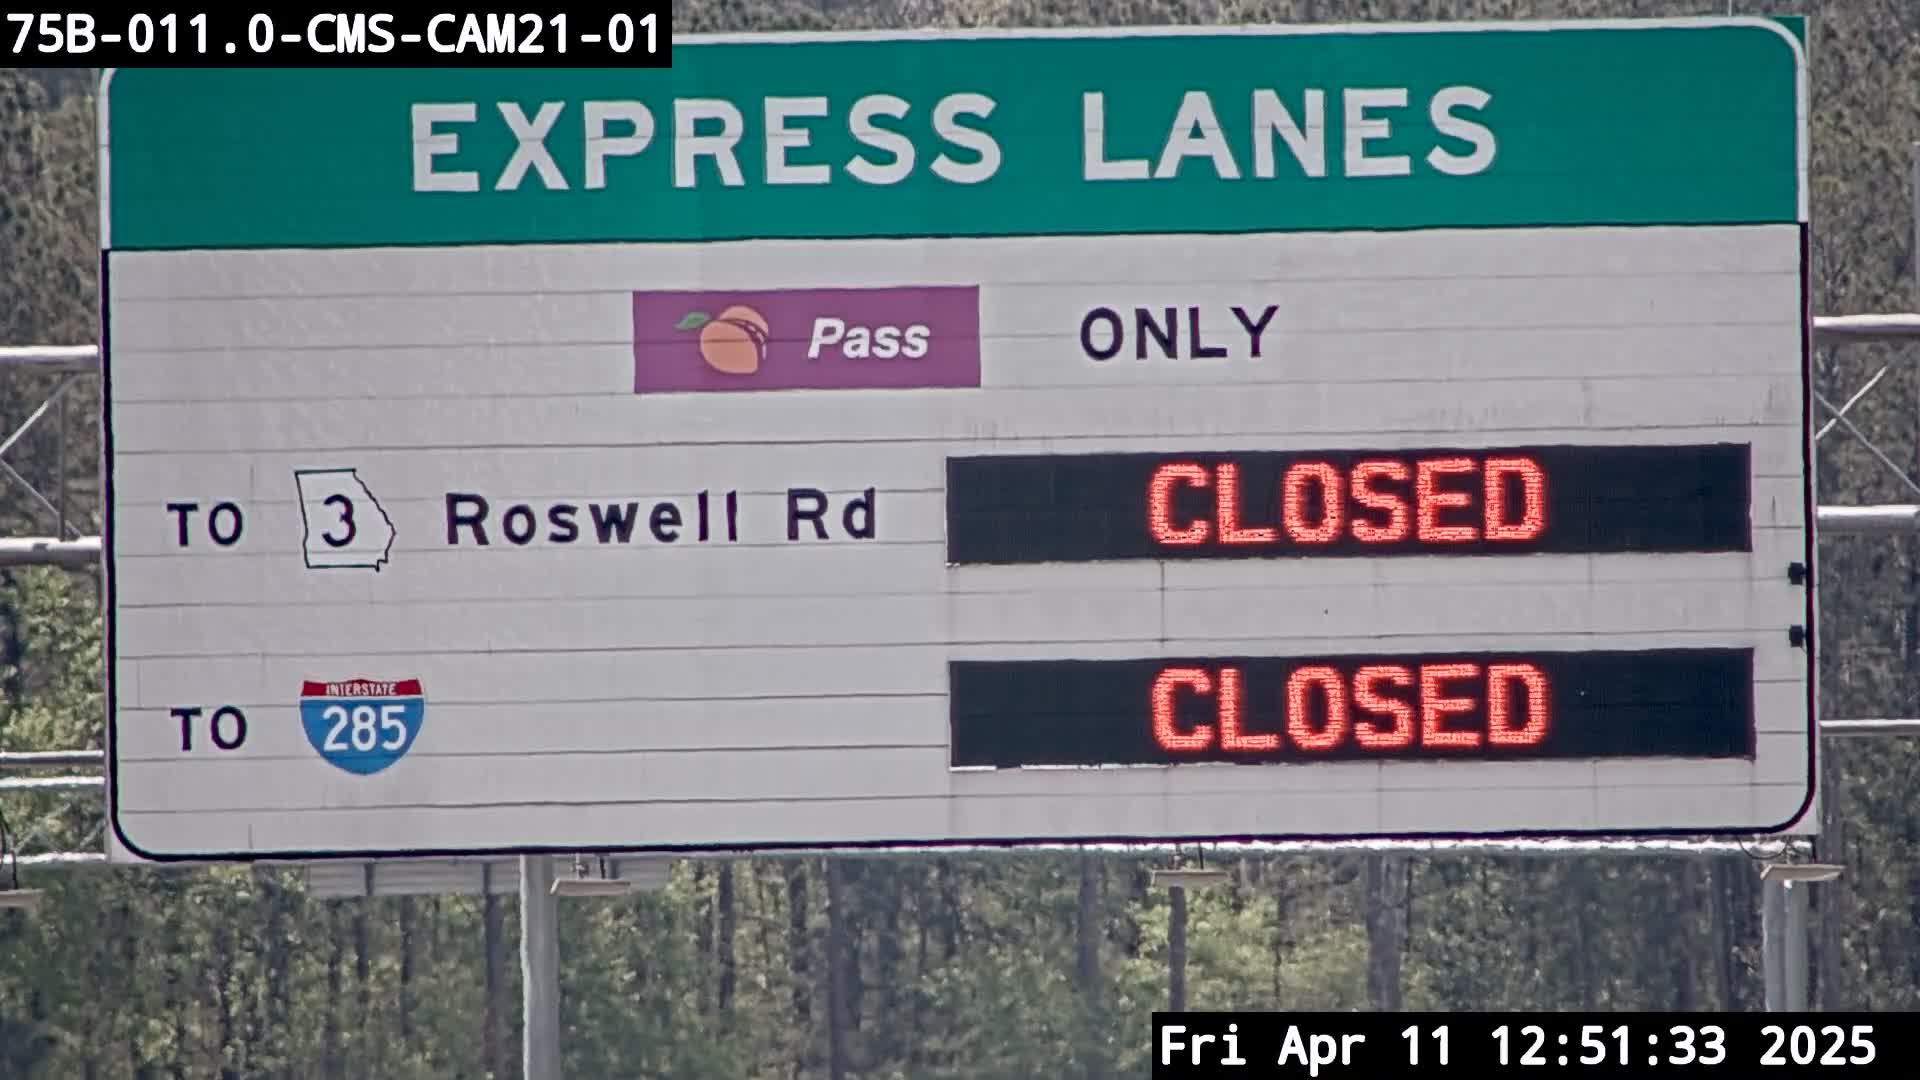 75B-011.0-CMS-CAM21-01
EXPRESS LANES
Pass ONLY
TO 3 Roswell Rd CLOSED
INTERSTATE
TO 285 CLOSED
Fri Apr 11 12:51:33 2025